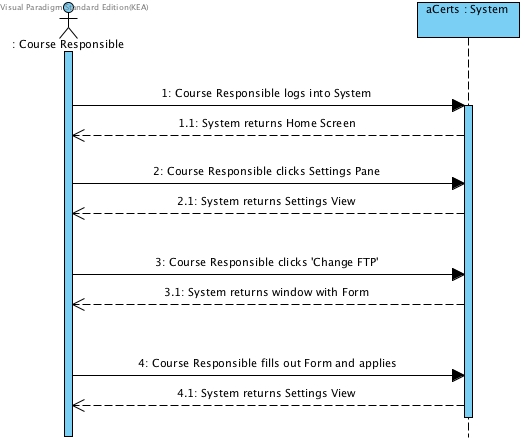 Visual Paradigm Standard Edition(KEA)
aCerts : System
: Course Responsible
1: Course Responsible logs into System
1.1: System returns Home Screen
2: Course Responsible clicks Settings Pane
2.1: System returns Settings View
3: Course Responsible clicks 'Change FTP'
3.1: System returns window with Form
4: Course Responsible fills out Form and applies
4.1: System returns Settings View